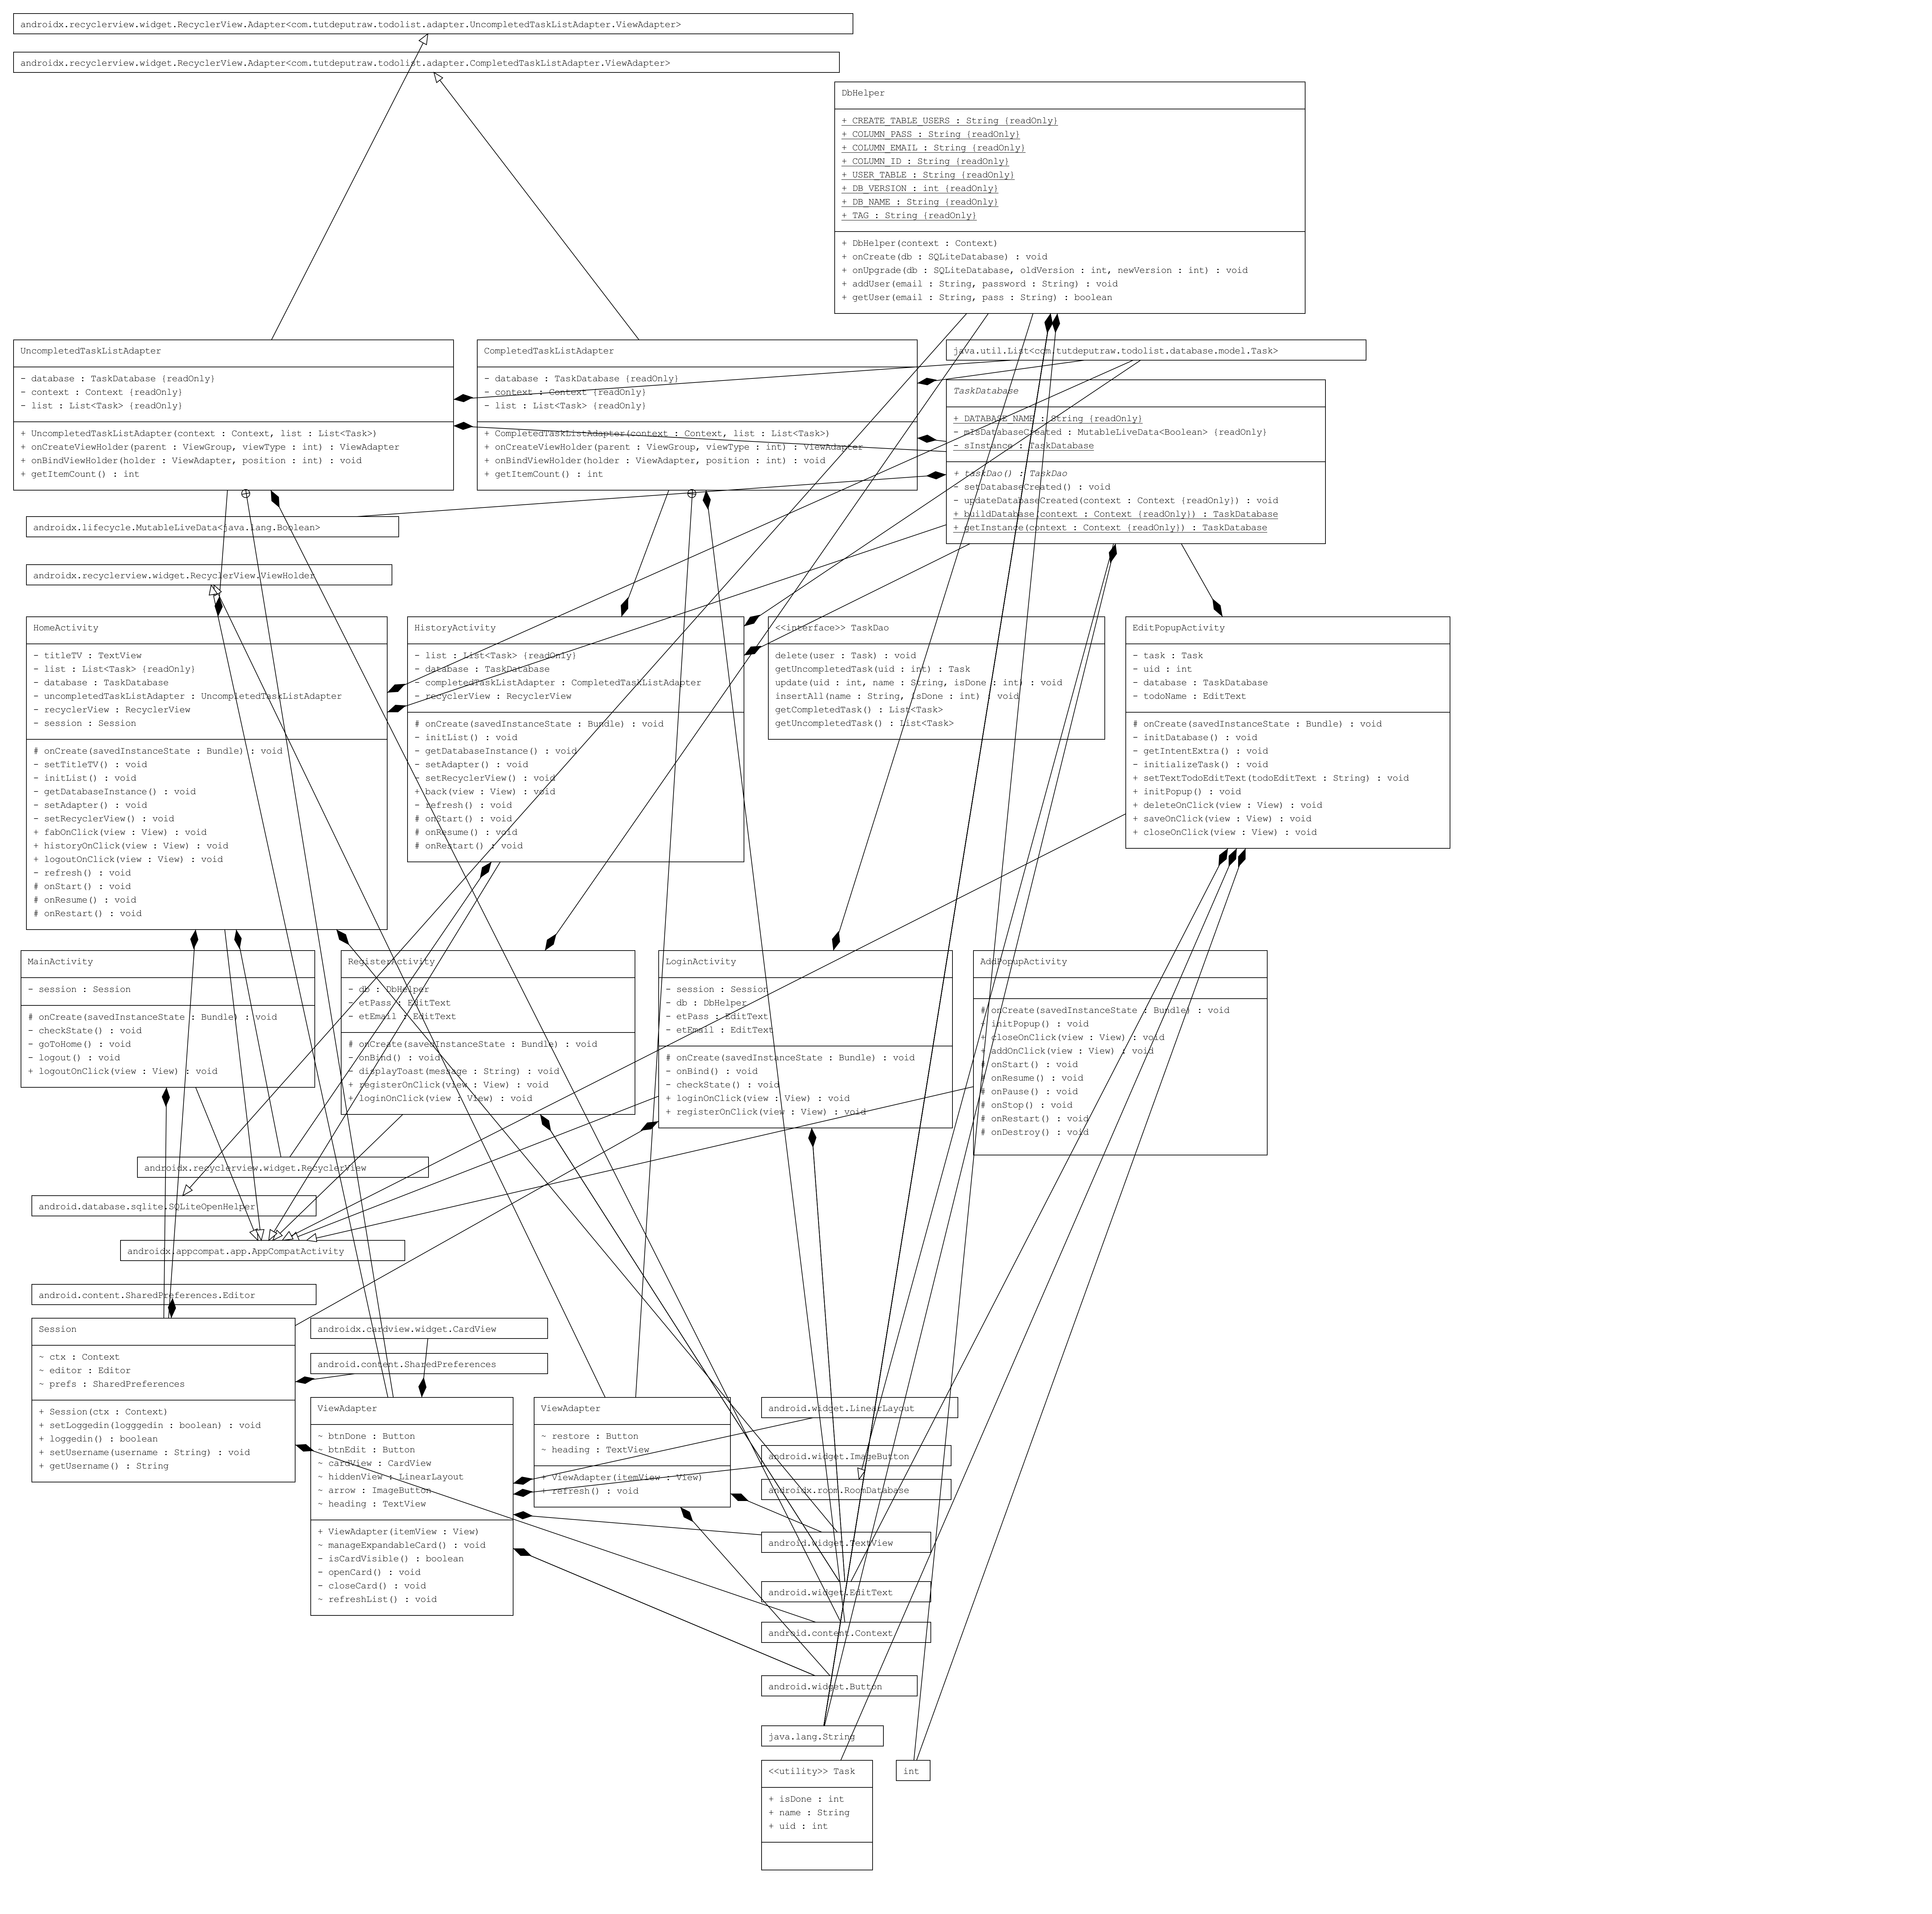 androidx.recyclerview.widget.RecyclerView.Adapter<com.tutdeputraw.todolist.adapter.UncompletedTaskListAdapter.ViewAdapter>
androidx.recyclerview.widget.RecyclerView.Adapter<com.tutdeputraw.todolist.adapter.CompletedTaskListAdapter.ViewAdapter>
DbHelper
+ CREATE_TABLE_USERS : String {readOnly}
+ COLUMN_PASS : String {readOnly}
+ COLUMN_EMAIL : String {readOnly}
+ COLUMN_ID : String {readOnly}
+ USER_TABLE : String {readOnly}
+ DB_VERSION : int {readOnly}
+ DB_NAME : String {readOnly}
+ TAG : String {readOnly}
+ DbHelper(context : Context)
+ onCreate(db : SQLiteDatabase) : void
+ onUpgrade(db : SQLiteDatabase, oldVersion : int, newVersion : int) : void
+ addUser(email : String, password : String) : void
+ getUser(email : String, pass : String) : boolean
UncompletedTaskListAdapter
- database : TaskDatabase {readOnly}
- context : Context {readOnly}
- list : List<Task> {readOnly}
+ UncompletedTaskListAdapter(context : Context, list : List<Task>)
+ onCreateViewHolder(parent : ViewGroup, viewType : int) : ViewAdapter
+ onBindViewHolder(holder : ViewAdapter, position : int) : void
+ getItemCount() : int
CompletedTaskListAdapter
- database : TaskDatabase {readOnly}
- context : Context {readOnly}
- list : List<Task> {readOnly}
+ CompletedTaskListAdapter(context : Context, list : List<Task>)
+ onCreateViewHolder(parent : ViewGroup, viewType : int) : ViewAdapter
+ onBindViewHolder(holder : ViewAdapter, position : int) : void
+ getItemCount() : int
java.util.List<com.tutdeputraw.todolist.database.model.Task>
TaskDatabase
+ DATABASE_NAME : String {readOnly}
- mIsDatabaseCreated : MutableLiveData<Boolean> {readOnly}
- sInstance : TaskDatabase
+ taskDao() : TaskDao
- setDatabaseCreated() : void
- updateDatabaseCreated(context : Context {readOnly}) : void
+ buildDatabase(context : Context {readOnly}) : TaskDatabase
+ getInstance(context : Context {readOnly}) : TaskDatabase
androidx.lifecycle.MutableLiveData<java.lang.Boolean>
androidx.recyclerview.widget.RecyclerView.ViewHolder
HomeActivity
- titleTV : TextView
- list : List<Task> {readOnly}
- database : TaskDatabase
- uncompletedTaskListAdapter : UncompletedTaskListAdapter
- recyclerView : RecyclerView
- session : Session
# onCreate(savedInstanceState : Bundle) : void
- setTitleTV() : void
- initList() : void
- getDatabaseInstance() : void
- setAdapter() : void
- setRecyclerView() : void
+ fabOnClick(view : View) : void
+ historyOnClick(view : View) : void
+ logoutOnClick(view : View) : void
- refresh() : void
# onStart() : void
# onResume() : void
# onRestart() : void
HistoryActivity
- list : List<Task> {readOnly}
- database : TaskDatabase
- completedTaskListAdapter : CompletedTaskListAdapter
- recyclerView : RecyclerView
# onCreate(savedInstanceState : Bundle) : void
- initList() : void
- getDatabaseInstance() : void
- setAdapter() : void
- setRecyclerView() : void
+ back(view : View) : void
- refresh() : void
# onStart() : void
# onResume() : void
# onRestart() : void
<<interface>> TaskDao
delete(user : Task) : void
getUncompletedTask(uid : int) : Task
update(uid : int, name : String, isDone : int) : void
insertAll(name : String, isDone : int) : void
getCompletedTask() : List<Task>
getUncompletedTask() : List<Task>
EditPopupActivity
- task : Task
- uid : int
- database : TaskDatabase
- todoName : EditText
# onCreate(savedInstanceState : Bundle) : void
- initDatabase() : void
- getIntentExtra() : void
- initializeTask() : void
+ setTextTodoEditText(todoEditText : String) : void
+ initPopup() : void
+ deleteOnClick(view : View) : void
+ saveOnClick(view : View) : void
+ closeOnClick(view : View) : void
MainActivity
- session : Session
# onCreate(savedInstanceState : Bundle) : void
- checkState() : void
- goToHome() : void
- logout() : void
+ logoutOnClick(view : View) : void
RegisterActivity
- db : DbHelper
- etPass : EditText
- etEmail : EditText
# onCreate(savedInstanceState : Bundle) : void
- onBind() : void
- displayToast(message : String) : void
+ registerOnClick(view : View) : void
+ loginOnClick(view : View) : void
LoginActivity
- session : Session
- db : DbHelper
- etPass : EditText
- etEmail : EditText
# onCreate(savedInstanceState : Bundle) : void
- onBind() : void
- checkState() : void
+ loginOnClick(view : View) : void
+ registerOnClick(view : View) : void
AddPopupActivity
# onCreate(savedInstanceState : Bundle) : void
+ initPopup() : void
+ closeOnClick(view : View) : void
+ addOnClick(view : View) : void
# onStart() : void
# onResume() : void
# onPause() : void
# onStop() : void
# onRestart() : void
# onDestroy() : void
androidx.recyclerview.widget.RecyclerView
android.database.sqlite.SQLiteOpenHelper
androidx.appcompat.app.AppCompatActivity
android.content.SharedPreferences.Editor
Session
~ ctx : Context
~ editor : Editor
~ prefs : SharedPreferences
+ Session(ctx : Context)
+ setLoggedin(logggedin : boolean) : void
+ loggedin() : boolean
+ setUsername(username : String) : void
+ getUsername() : String
androidx.cardview.widget.CardView
android.content.SharedPreferences
ViewAdapter
~ btnDone : Button
~ btnEdit : Button
~ cardView : CardView
~ hiddenView : LinearLayout
~ arrow : ImageButton
~ heading : TextView
+ ViewAdapter(itemView : View)
~ manageExpandableCard() : void
- isCardVisible() : boolean
- openCard() : void
- closeCard() : void
~ refreshList() : void
ViewAdapter
~ restore : Button
~ heading : TextView
+ ViewAdapter(itemView : View)
+ refresh() : void
android.widget.LinearLayout
android.widget.ImageButton
androidx.room.RoomDatabase
android.widget.TextView
android.widget.EditText
android.content.Context
android.widget.Button
java.lang.String
<<utility>> Task
+ isDone : int
+ name : String
+ uid : int
int